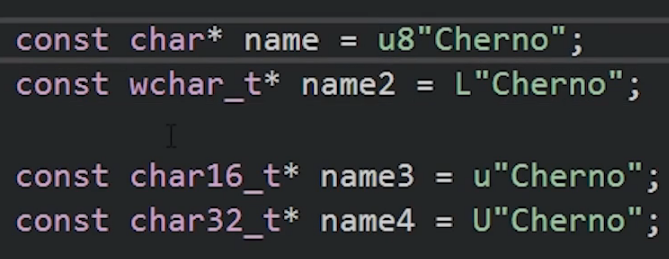 const char* name = u8"Cherno";
const wchar_t* name2 = L"Cherno";
const char16_t* name3 = u"Cherno";
const char32_t* name4 = U"Cherno";